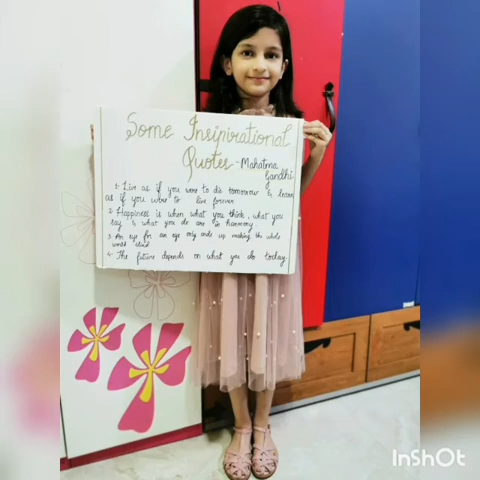 Some Insipirational
Quotes - Mahatma
Gandhi
1. Live as if you were to die tomorrow & learn
as if you were to live forever
2. Happiness is when what you think, what you
say & what you do are in harmony
3. An eye for an eye only ends up making the whole
world blind
4. The future depends on what you do today
InShOt